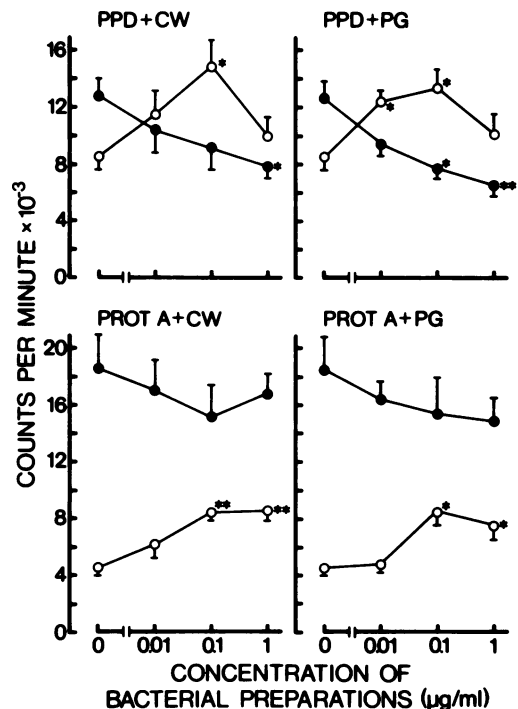 PPD+CW
PPD+PG
16
12
8
4
0
*
*
*
*
*
**
PROT A+CW
PROT A+PG
20
16
12
8
4
0
**
**
*
*
0 0.01 0.1 1
0 0.01 0.1 1
COUNTS PER MINUTE ×10⁻³
CONCENTRATION OF
BACTERIAL PREPARATIONS (μg/ml)